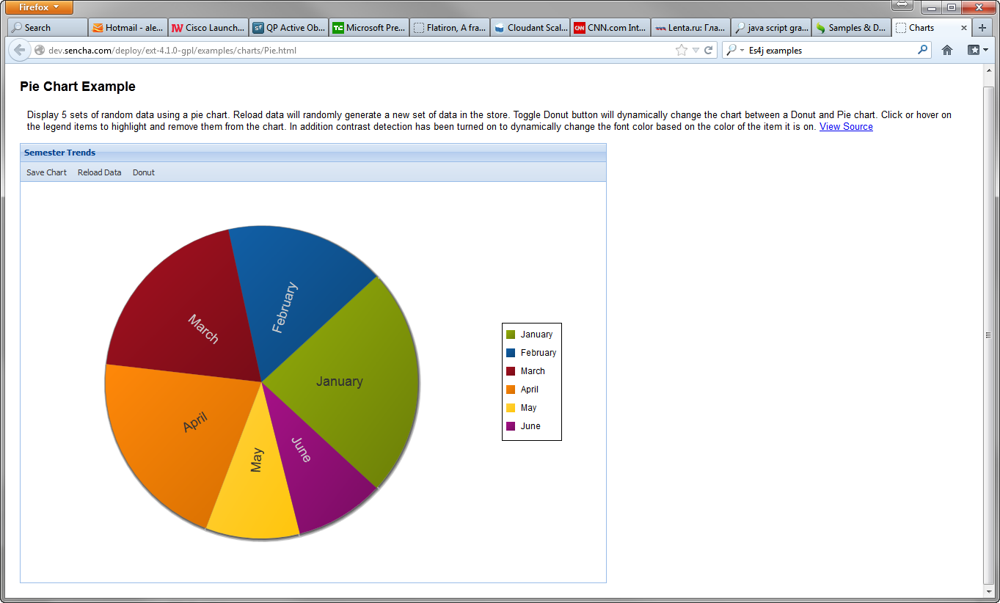 Firefox
Search
Hotmail - ale...
Cisco Launch...
QP Active Ob...
Microsoft Pre...
Flatiron, A fra...
Cloudant Scal...
CNN.com Int...
Lenta.ru: Гла...
java script gra...
Samples & D...
Charts
dev.sencha.com/deploy/ext-4.1.0-gpl/examples/charts/Pie.html
Es4j examples
Pie Chart Example
Display 5 sets of random data using a pie chart. Reload data will randomly generate a new set of data in the store. Toggle Donut button will dynamically change the chart between a Donut and Pie chart. Click or hover on
the legend items to highlight and remove them from the chart. In addition contrast detection has been turned on to dynamically change the font color based on the color of the item it is on. View Source
Semester Trends
Save Chart Reload Data Donut
February
March
January
April
May
June
January
February
March
April
May
June